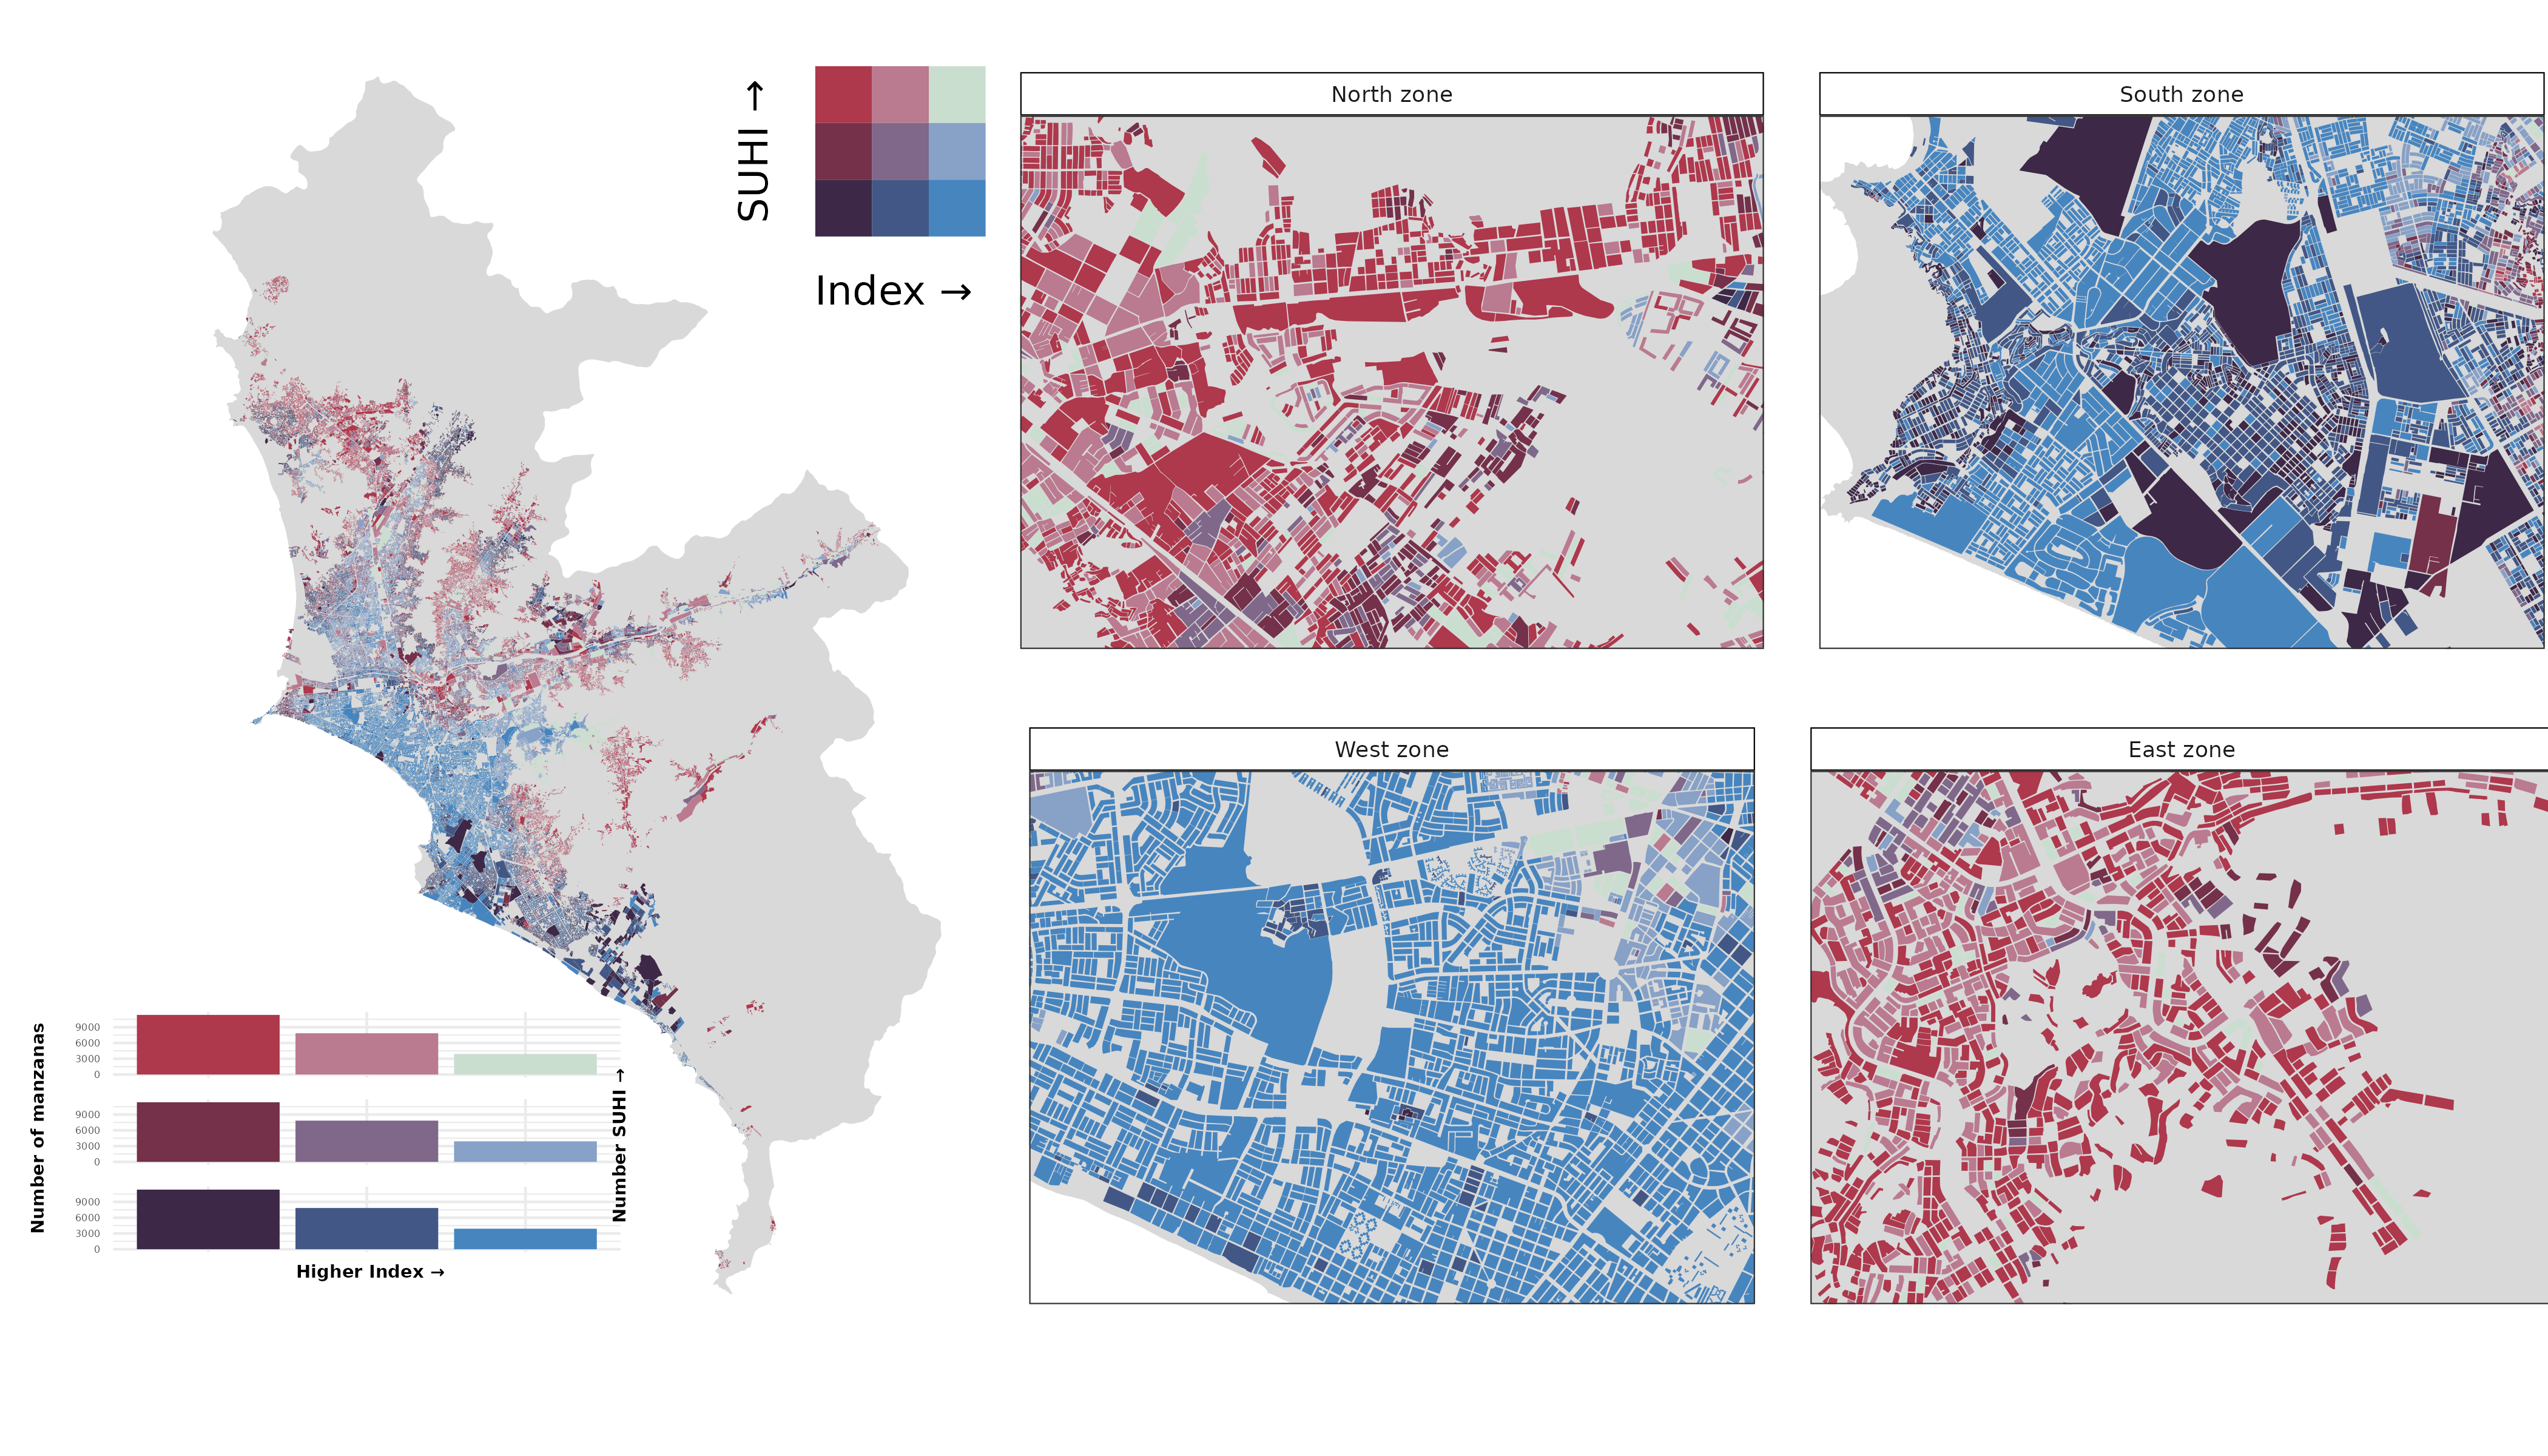 SUHI →
Index →
North zone
South zone
West zone
East zone
Number of manzanas
9000
6000
3000
0
9000
6000
3000
0
9000
6000
3000
0
Number SUHI →
Higher Index →